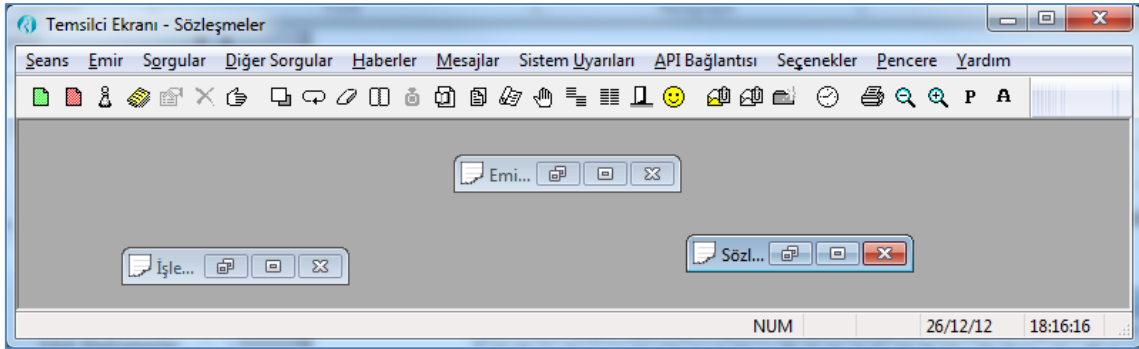 Temsilci Ekranı - Sözleşmeler
Seans Emir Sorgular Diğer Sorgular Haberler Mesajlar Sistem Uyarıları API Bağlantısı Seçenekler Pencere Yardım
P A
Emi...
Sözl...
İşle...
NUM 26/12/12 18:16:16